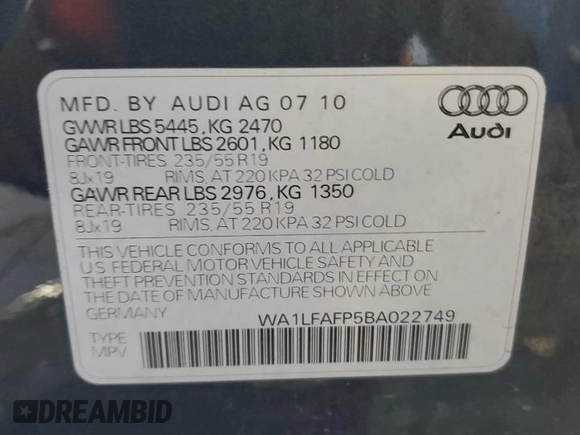 MFD. BY AUDI AG 07 10
GVWR LBS 5445, KG 2470
GAWR FRONT LBS 2601, KG 1180
FRONT-TIRES 235/55 R19
8Jx19 RIMS, AT 220 KPA 32 PSI COLD
GAWR REAR LBS 2976, KG 1350
REAR-TIRES 235/55 R19
8Jx19 RIMS, AT 220 KPA 32 PSI COLD
Audi
THIS VEHICLE CONFORMS TO ALL APPLICABLE
U.S. FEDERAL MOTOR VEHICLE SAFETY AND
THEFT PREVENTION STANDARDS IN EFFECT ON
THE DATE OF MANUFACTURE SHOWN ABOVE.
GERMANY WA1LFAFP5BA022749
TYPE
MPV
DREAMBID